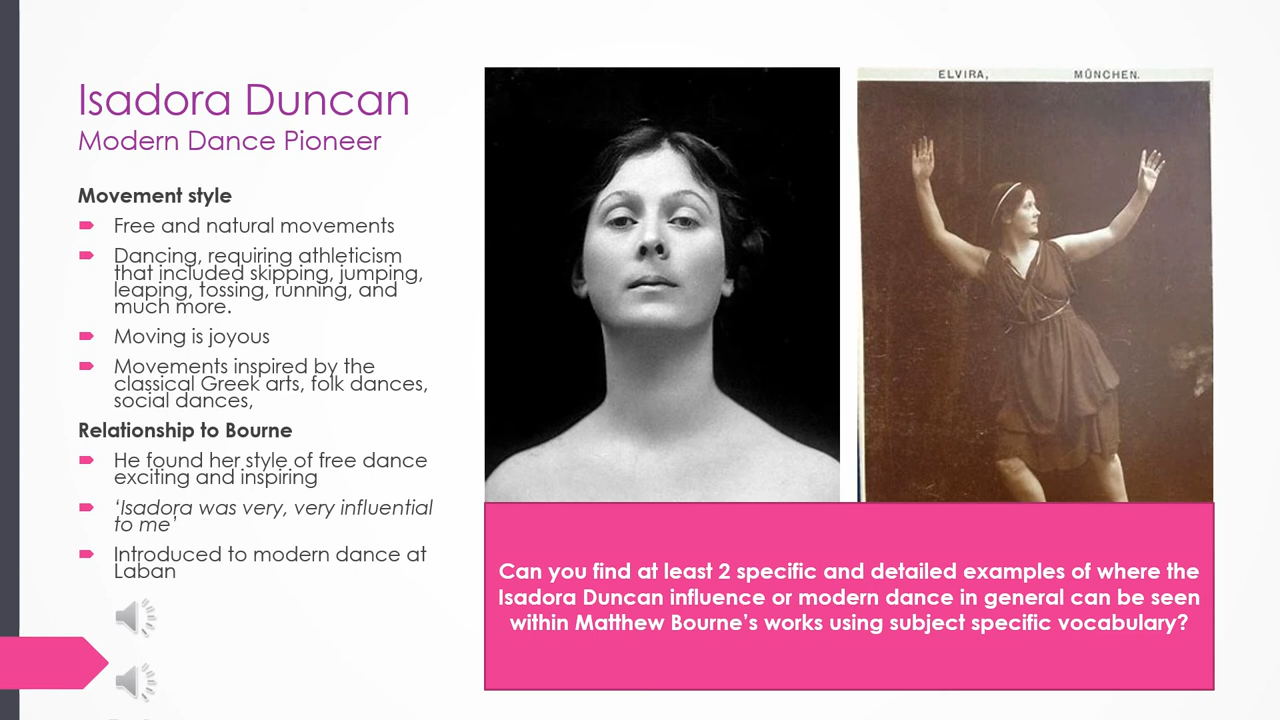 Isadora Duncan
Modern Dance Pioneer
Movement style
Free and natural movements
Dancing, requiring athleticism
that included skipping, jumping,
leaping, tossing, running, and
much more.
Moving is joyous
Movements inspired by the
classical Greek arts, folk dances,
social dances,
Relationship to Bourne
He found her style of free dance
exciting and inspiring
‘Isadora was very, very influential
to me’
Introduced to modern dance at
Laban
ELVIRA, MÜNCHEN.
Can you find at least 2 specific and detailed examples of where the
Isadora Duncan influence or modern dance in general can be seen
within Matthew Bourne’s works using subject specific vocabulary?